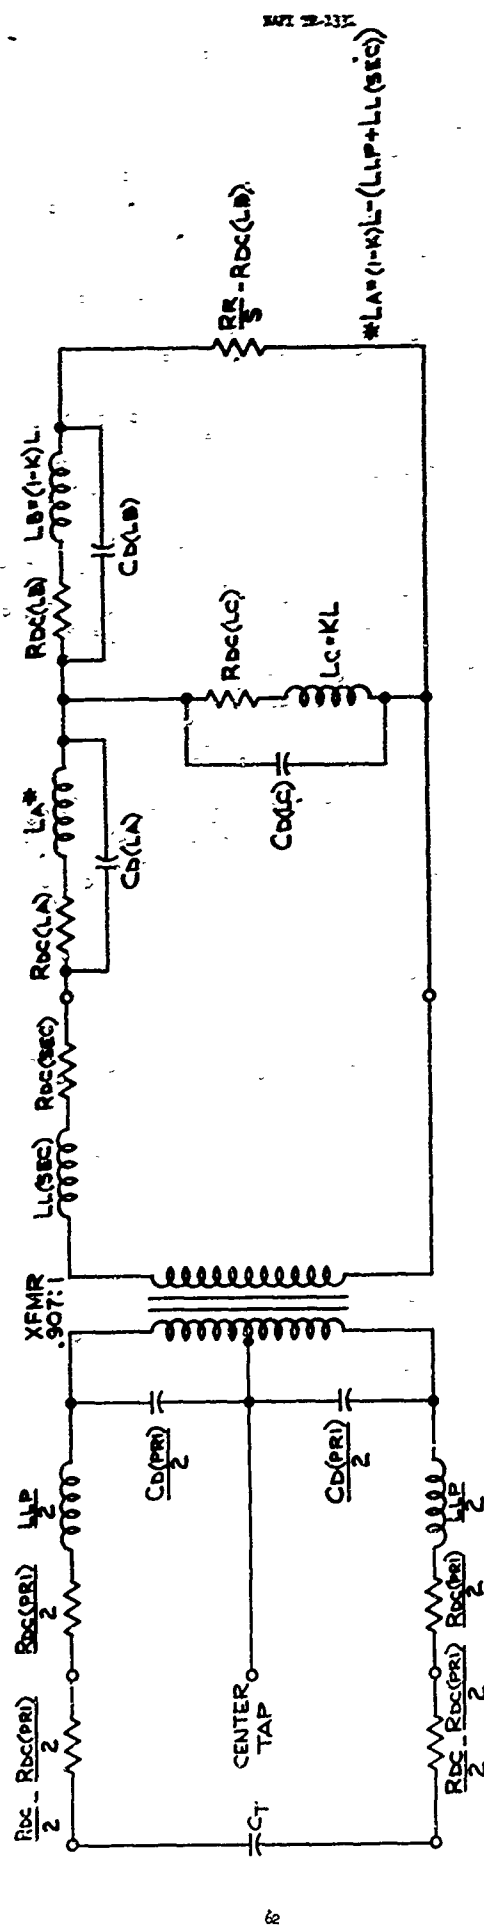 RDC/2 - RDC(PRI)/2
RDC(PRI)/2
LLP/2
XFMR
.907:1
LL(SEC)
RDC(SEC)
RDC(LA)
LA*
CD(LA)
RDC(LB)
LB=(1-K)L
CD(LB)
CT
CENTER
TAP
CD(PRI)/2
CD(PRI)/2
CD(LC)
RDC(LC)
LC=KL
RR/S - RDC(LB)
RDC/2 - RDC(PRI)/2
RDC(PRI)/2
LLP/2
*LA=(1-K)L-(LLP+LL(SEC))
62